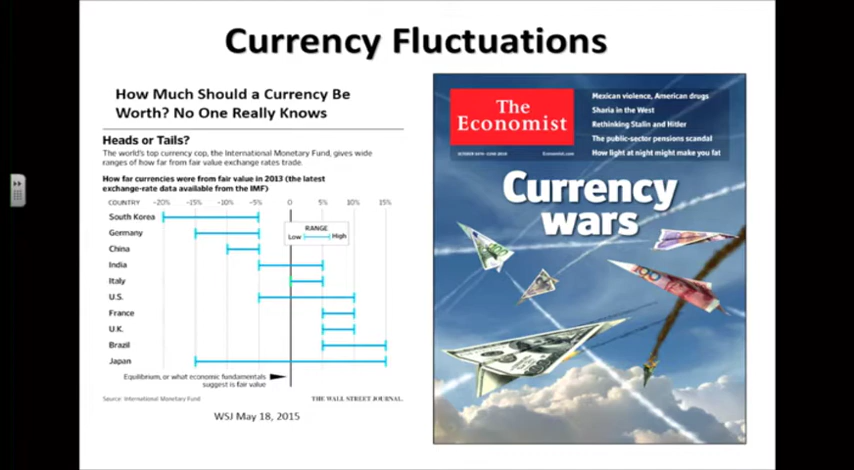 Currency Fluctuations
How Much Should a Currency Be
Worth? No One Really Knows
Heads or Tails?
The world's top currency cop, the International Monetary Fund, gives wide
ranges of how far from fair value exchange rates trade.
How far currencies were from fair value in 2013 (the latest
exchange-rate data available from the IMF)
COUNTRY -20% -15% -10% -5% 0 5% 10% 15%
RANGE
Low High
South Korea
Germany
China
India
Italy
U.S.
France
U.K.
Brazil
Japan
Equilibrium, or what economic fundamentals
suggest is fair value
Source: International Monetary Fund THE WALL STREET JOURNAL.
WSJ May 18, 2015
The
Economist
OCTOBER 16TH-22ND 2010 Economist.com
Mexican violence, American drugs
Sharia in the West
Rethinking Stalin and Hitler
The public-sector pensions scandal
How light at night might make you fat
Currency
wars